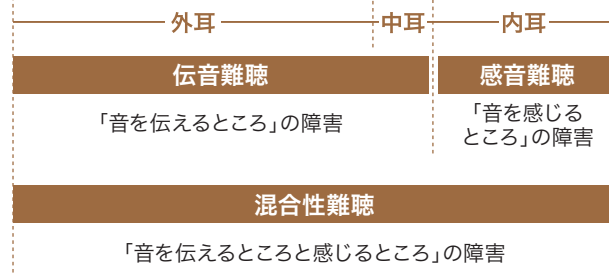 外耳 中耳 内耳
伝音難聴 感音難聴
「音を伝えるところ」の障害
「音を感じる
ところ」の障害
混合性難聴
「音を伝えるところと感じるところ」の障害